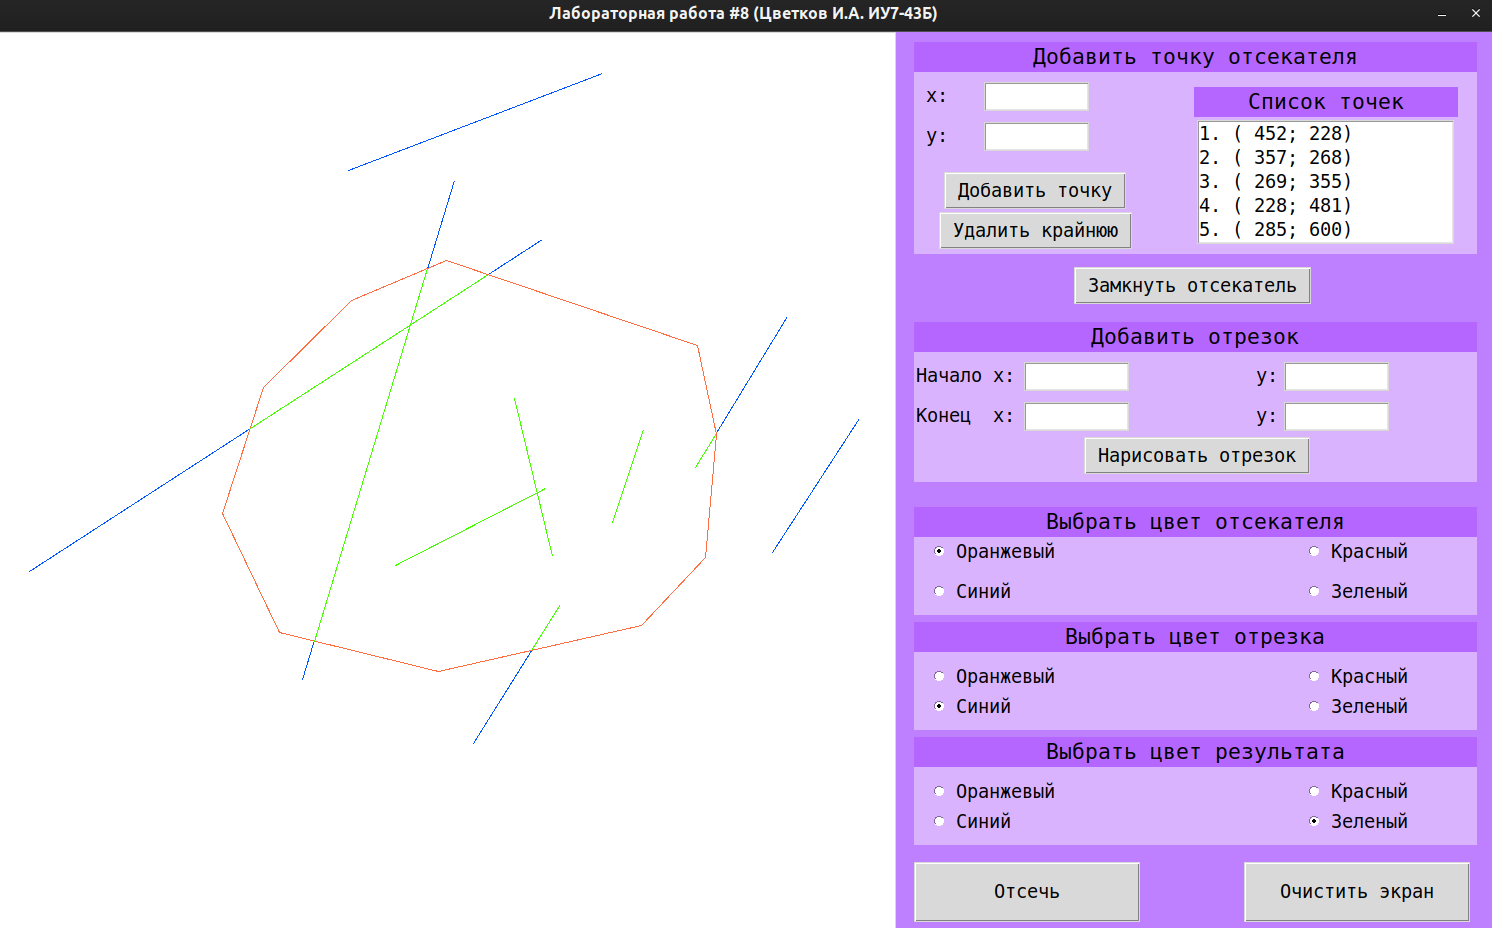 Лабораторная работа #8 (Цветков И.А. ИУ7-43Б)
Добавить точку отсекателя
x:
y:
Добавить точку
Удалить крайнюю
Список точек
1. ( 452; 228)
2. ( 357; 268)
3. ( 269; 355)
4. ( 228; 481)
5. ( 285; 600)
Замкнуть отсекатель
Добавить отрезок
Начало x: y:
Конец x: y:
Нарисовать отрезок
Выбрать цвет отсекателя
Оранжевый Красный
Синий Зеленый
Выбрать цвет отрезка
Оранжевый Красный
Синий Зеленый
Выбрать цвет результата
Оранжевый Красный
Синий Зеленый
Отсечь Очистить экран